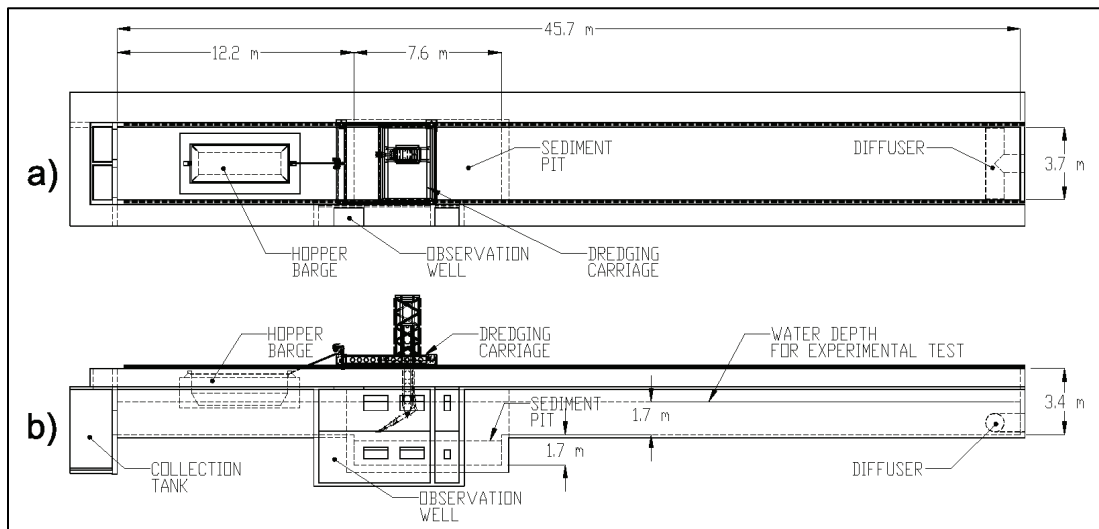 45.7 m
12.2 m
7.6 m
a)
SEDIMENT
PIT
DIFFUSER
3.7 m
HOPPER
BARGE
OBSERVATION
WELL
DREDGING
CARRIAGE
b)
HOPPER
BARGE
DREDGING
CARRIAGE
WATER DEPTH
FOR EXPERIMENTAL TEST
SEDIMENT
PIT
1.7 m
3.4 m
1.7 m
COLLECTION
TANK
OBSERVATION
WELL
DIFFUSER